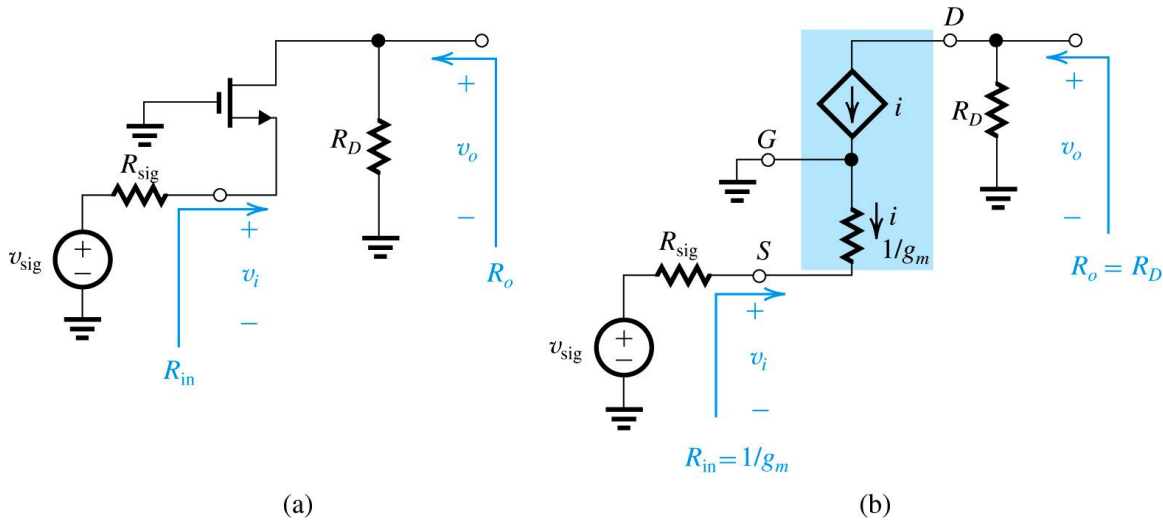 R_D
+
v_o
−
R_o
R_sig
v_sig
+
−
+
v_i
−
R_in
(a)
D
i
G
R_D
+
v_o
−
R_o = R_D
i
1/g_m
R_sig
S
v_sig
+
−
+
v_i
−
R_in = 1/g_m
(b)